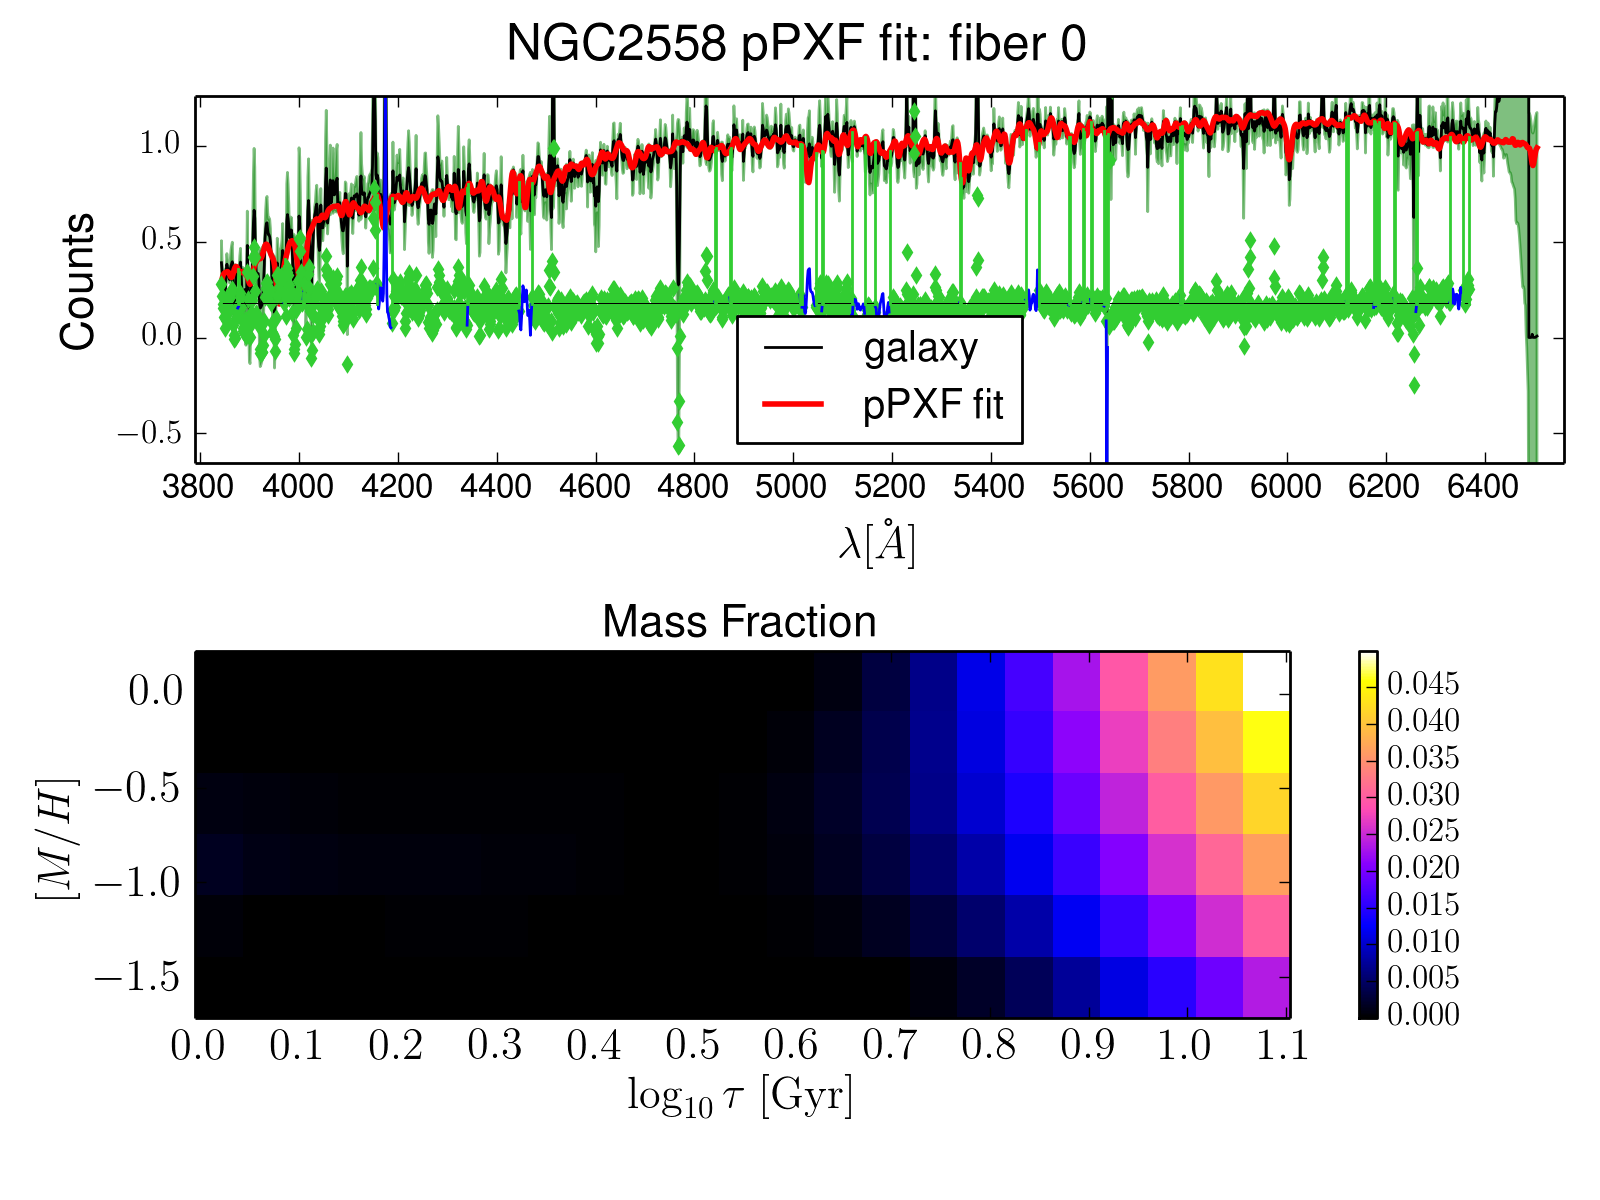 NGC2558 pPXF fit: fiber 0
1.0
0.5
0.0
−0.5
Counts
galaxy
pPXF fit
3800 4000 4200 4400 4600 4800 5000 5200 5400 5600 5800 6000 6200 6400
λ[Å]
Mass Fraction
0.0
−0.5
−1.0
−1.5
[M/H]
0.0 0.1 0.2 0.3 0.4 0.5 0.6 0.7 0.8 0.9 1.0 1.1
log₁₀ τ [Gyr]
0.045
0.040
0.035
0.030
0.025
0.020
0.015
0.010
0.005
0.000